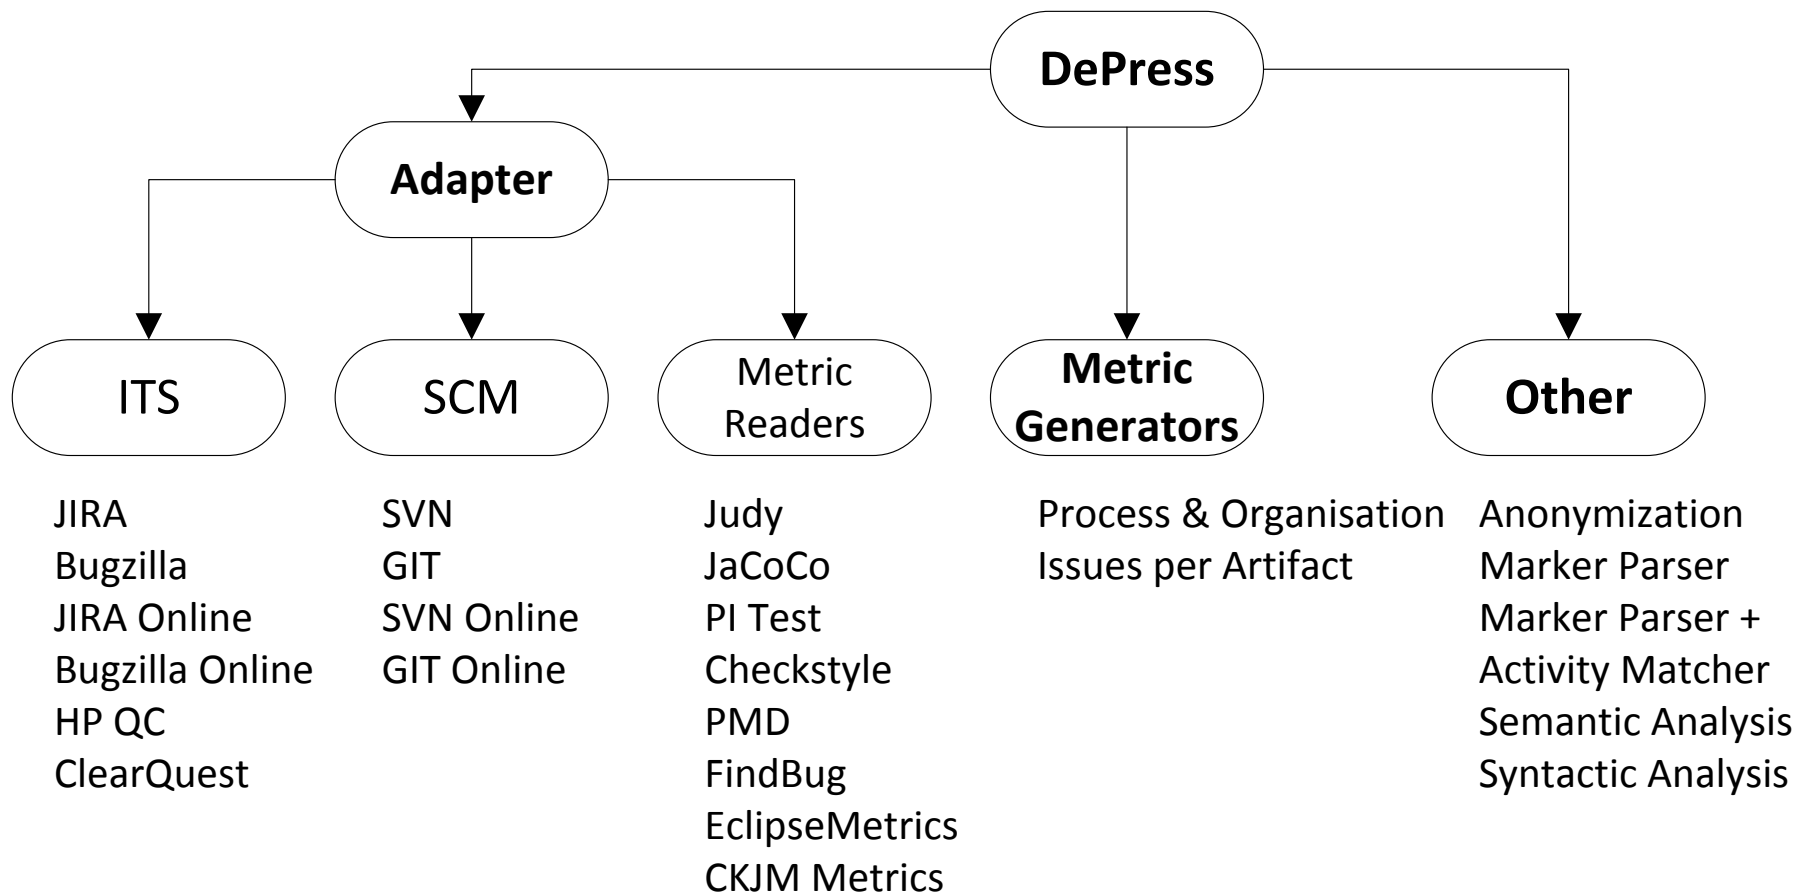 DePress
Adapter
ITS
SCM
Metric
Readers
Metric
Generators
Other
JIRA
Bugzilla
JIRA Online
Bugzilla Online
HP QC
ClearQuest
SVN
GIT
SVN Online
GIT Online
Judy
JaCoCo
PI Test
Checkstyle
PMD
FindBug
EclipseMetrics
CKJM Metrics
Process & Organisation
Issues per Artifact
Anonymization
Marker Parser
Marker Parser +
Activity Matcher
Semantic Analysis
Syntactic Analysis